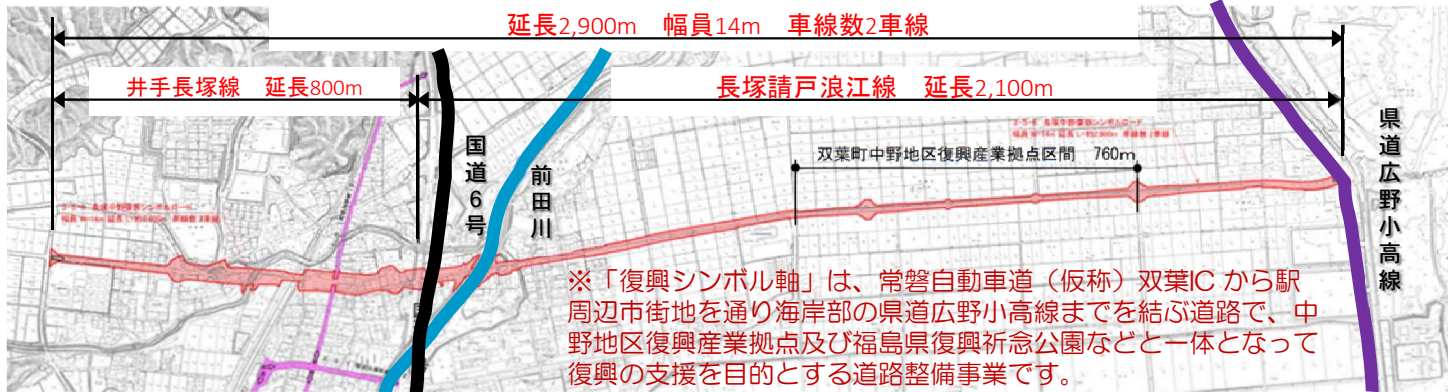 延長2,900m 幅員14m 車線数2車線
井手長塚線 延長800m
長塚請戸浪江線 延長2,100m
双葉町中野地区復興産業拠点区間 760m
国道6号
前田川
県道広野小高線
※「復興シンボル軸」は、常磐自動車道（仮称）双葉IC から駅
周辺市街地を通り海岸部の県道広野小高線までを結ぶ道路で、中
野地区復興産業拠点及び福島県復興祈念公園などと一体となって
復興の支援を目的とする道路整備事業です。